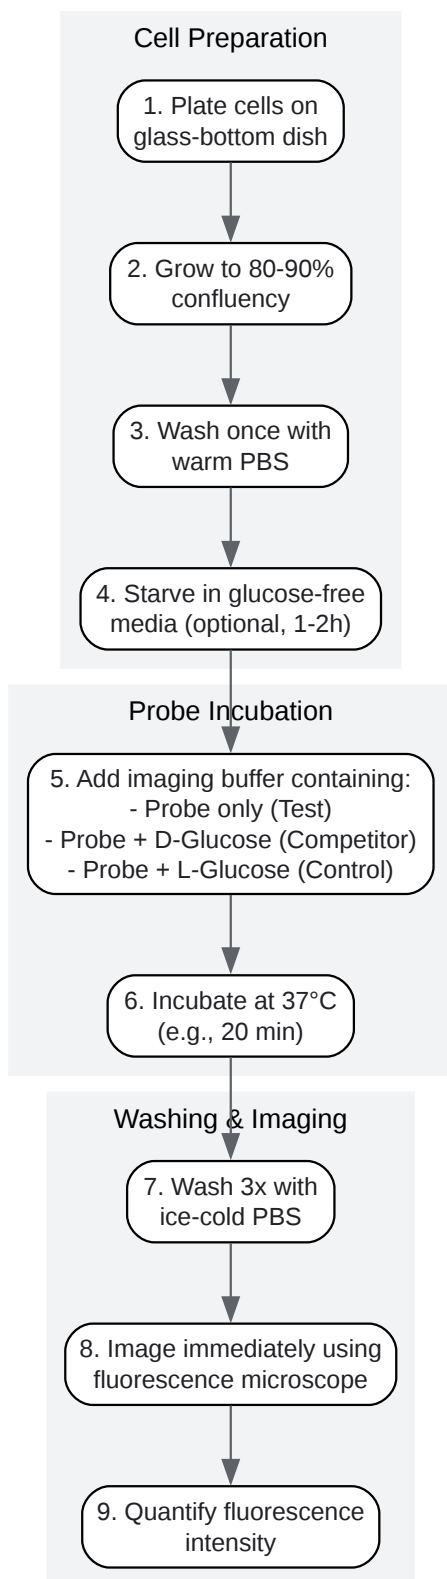 Cell Preparation
1. Plate cells on
glass-bottom dish
2. Grow to 80-90%
confluency
3. Wash once with
warm PBS
4. Starve in glucose-free
media (optional, 1-2h)
Probe Incubation
5. Add imaging buffer containing:
- Probe only (Test)
- Probe + D-Glucose (Competitor)
- Probe + L-Glucose (Control)
6. Incubate at 37°C
(e.g., 20 min)
Washing & Imaging
7. Wash 3x with
ice-cold PBS
8. Image immediately using
fluorescence microscope
9. Quantify fluorescence
intensity